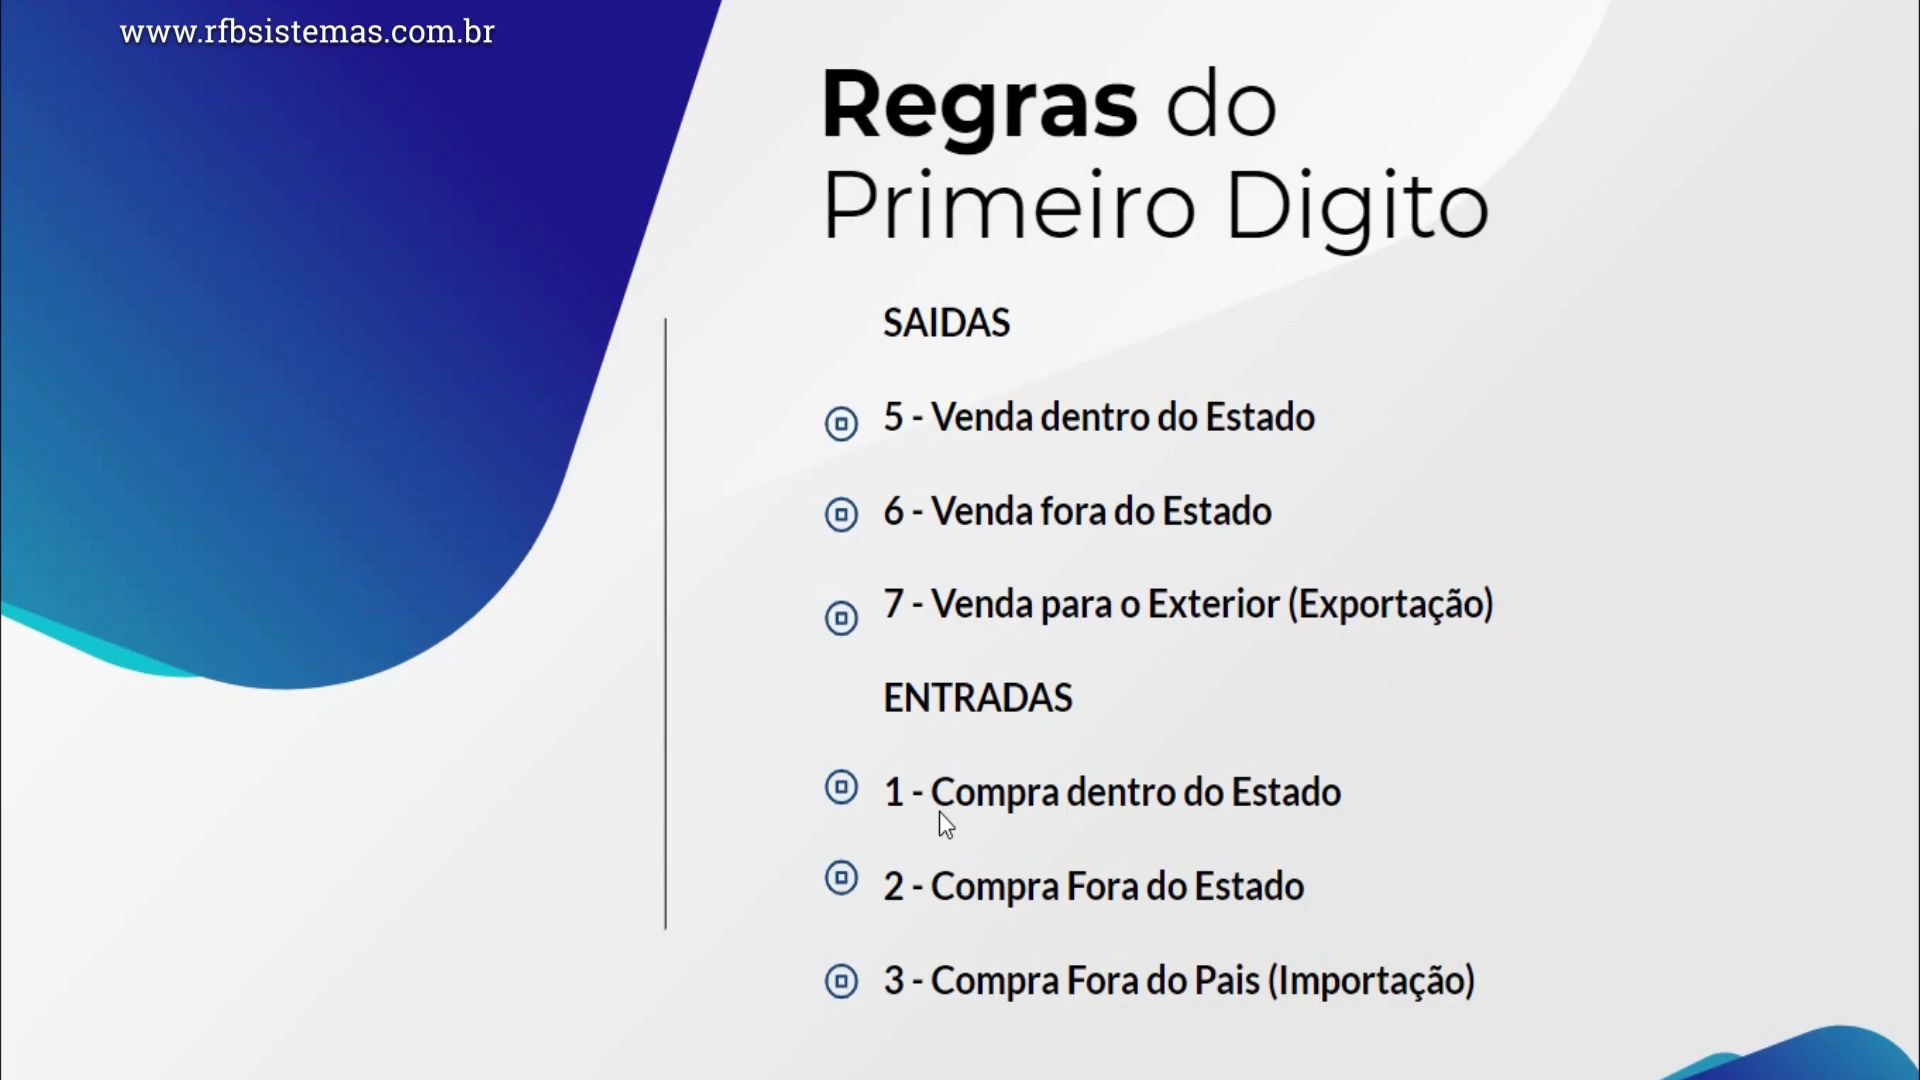 www.rfbsistemas.com.br
Regras do
Primeiro Digito
SAIDAS
5 - Venda dentro do Estado
6 - Venda fora do Estado
7 - Venda para o Exterior (Exportação)
ENTRADAS
1 - Compra dentro do Estado
2 - Compra Fora do Estado
3 - Compra Fora do Pais (Importação)